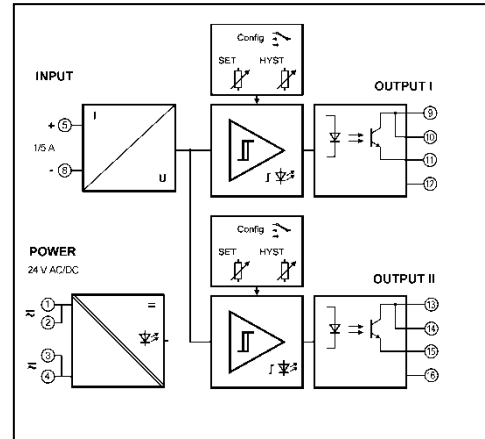 Config
SET HYST
INPUT
OUTPUT I
I
+ 5
1/5 A
- 8
U
9
10
11
12
Config
SET HYST
POWER
24 V AC/DC
OUTPUT II
1
2
3
4
=
13
14
15
16